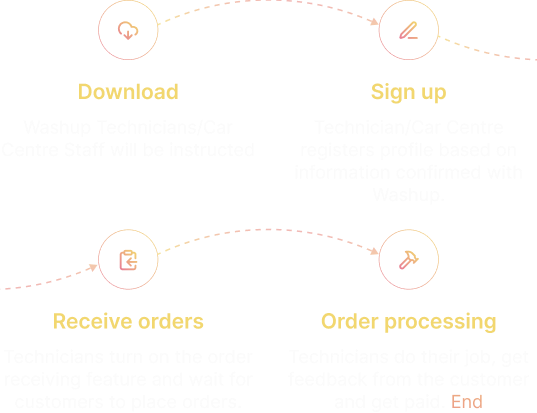 Download
Washup Technicians/Car
Centre Staff will be instructed
Sign up
Technician/Car Centre
registers profile based on
information confirmed with
Washup
Receive orders
Technicians turn on the order
receiving feature and wait for
customers to place orders.
Order processing
Technicians do their job, get
feedback from the customer
and get paid. End